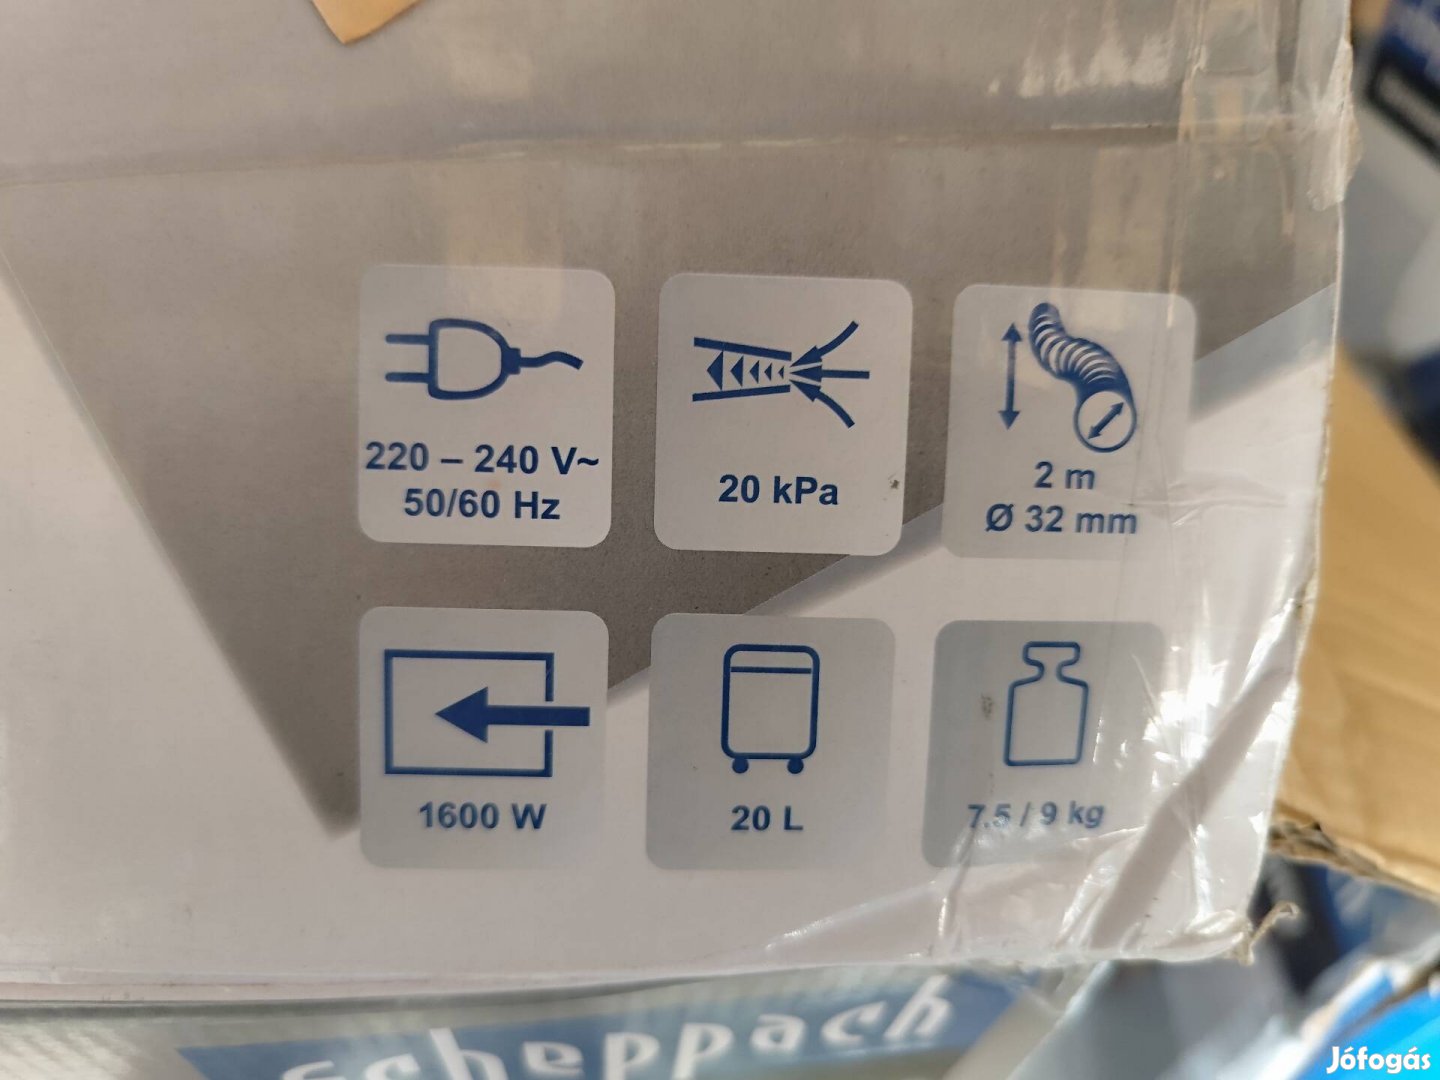 220 – 240 V~
50/60 Hz
20 kPa
2 m
Ø 32 mm
1600 W
20 L
7.5 / 9 kg
scheppach
Jófogás